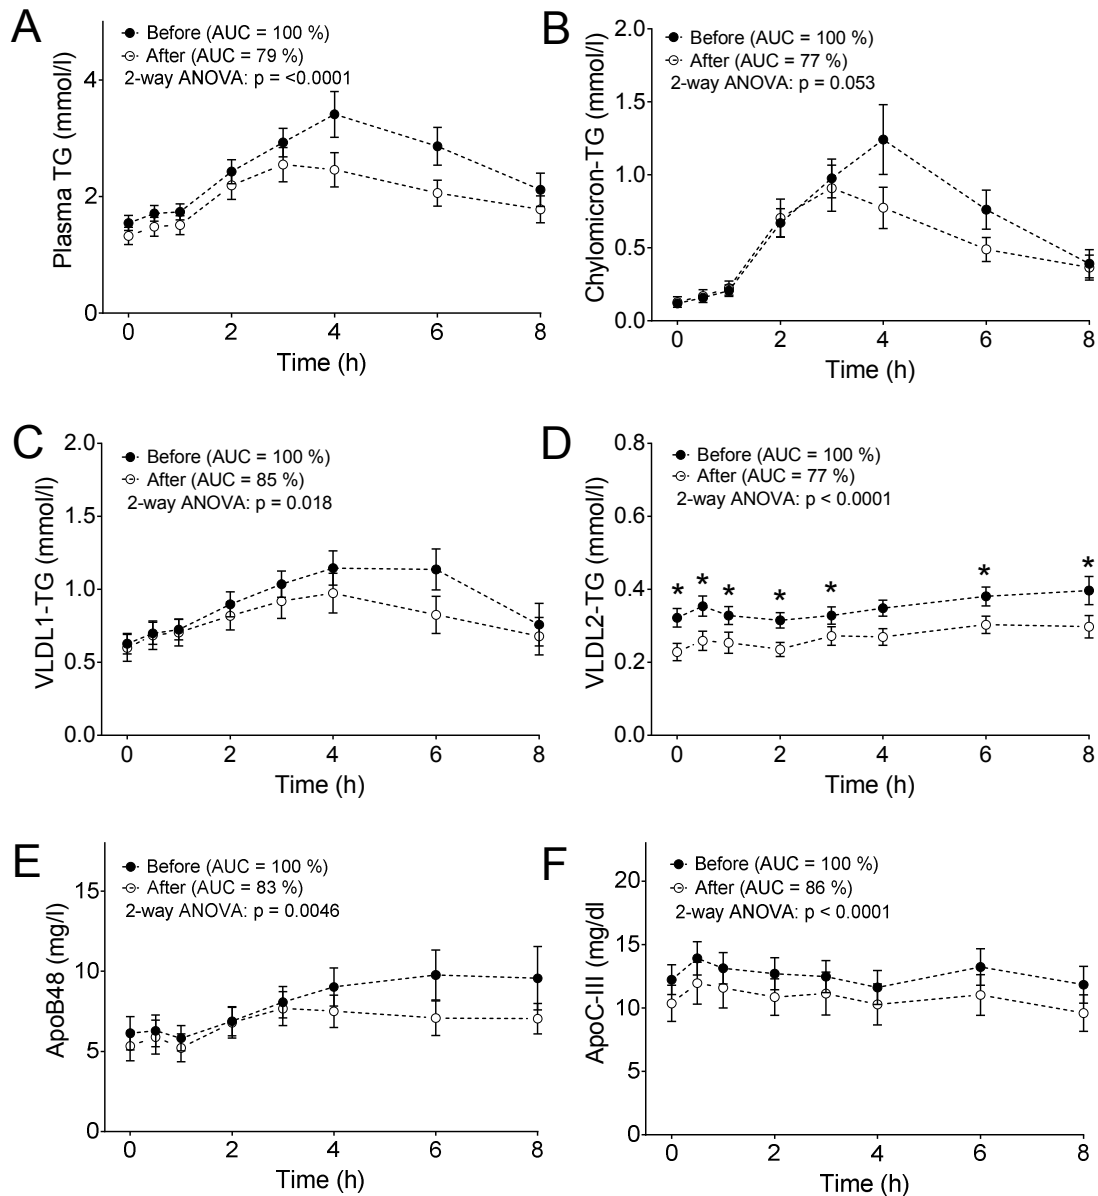 A
Before (AUC = 100 %)
After (AUC = 79 %)
2-way ANOVA: p = <0.0001
Plasma TG (mmol/l)
4
2
0
0 2 4 6 8
Time (h)
B
Before (AUC = 100 %)
After (AUC = 77 %)
2-way ANOVA: p = 0.053
Chylomicron-TG (mmol/l)
2.0
1.5
1.0
0.5
0.0
0 2 4 6 8
Time (h)
C
Before (AUC = 100 %)
After (AUC = 85 %)
2-way ANOVA: p = 0.018
VLDL1-TG (mmol/l)
2.0
1.5
1.0
0.5
0.0
0 2 4 6 8
Time (h)
D
Before (AUC = 100 %)
After (AUC = 77 %)
2-way ANOVA: p < 0.0001
VLDL2-TG (mmol/l)
0.8
0.6
0.4
0.2
0.0
* * * * * * *
0 2 4 6 8
Time (h)
E
Before (AUC = 100 %)
After (AUC = 83 %)
2-way ANOVA: p = 0.0046
ApoB48 (mg/l)
15
10
5
0
0 2 4 6 8
Time (h)
F
Before (AUC = 100 %)
After (AUC = 86 %)
2-way ANOVA: p < 0.0001
ApoC-III (mg/dl
20
15
10
5
0
0 2 4 6 8
Time (h)